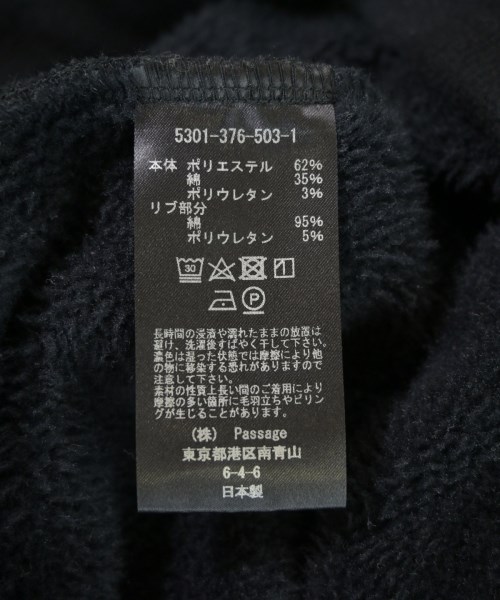 5301-376-503-1
本体 ポリエステル 62%
綿 35%
ポリウレタン 3%
リブ部分
綿 95%
ポリウレタン 5%
30
P
長時間の浸漬や濡れたままの放置は
避け、洗濯後すばやく干して下さい。
濃色は湿った状態では摩擦により他
の物に移染する恐れがありますので
注意して下さい。
素材の性質上長い間のご着用により
摩擦の多い箇所に毛羽立ちやピリン
グが生じることがあります。
(株) Passage
東京都港区南青山
6-4-6
日本製